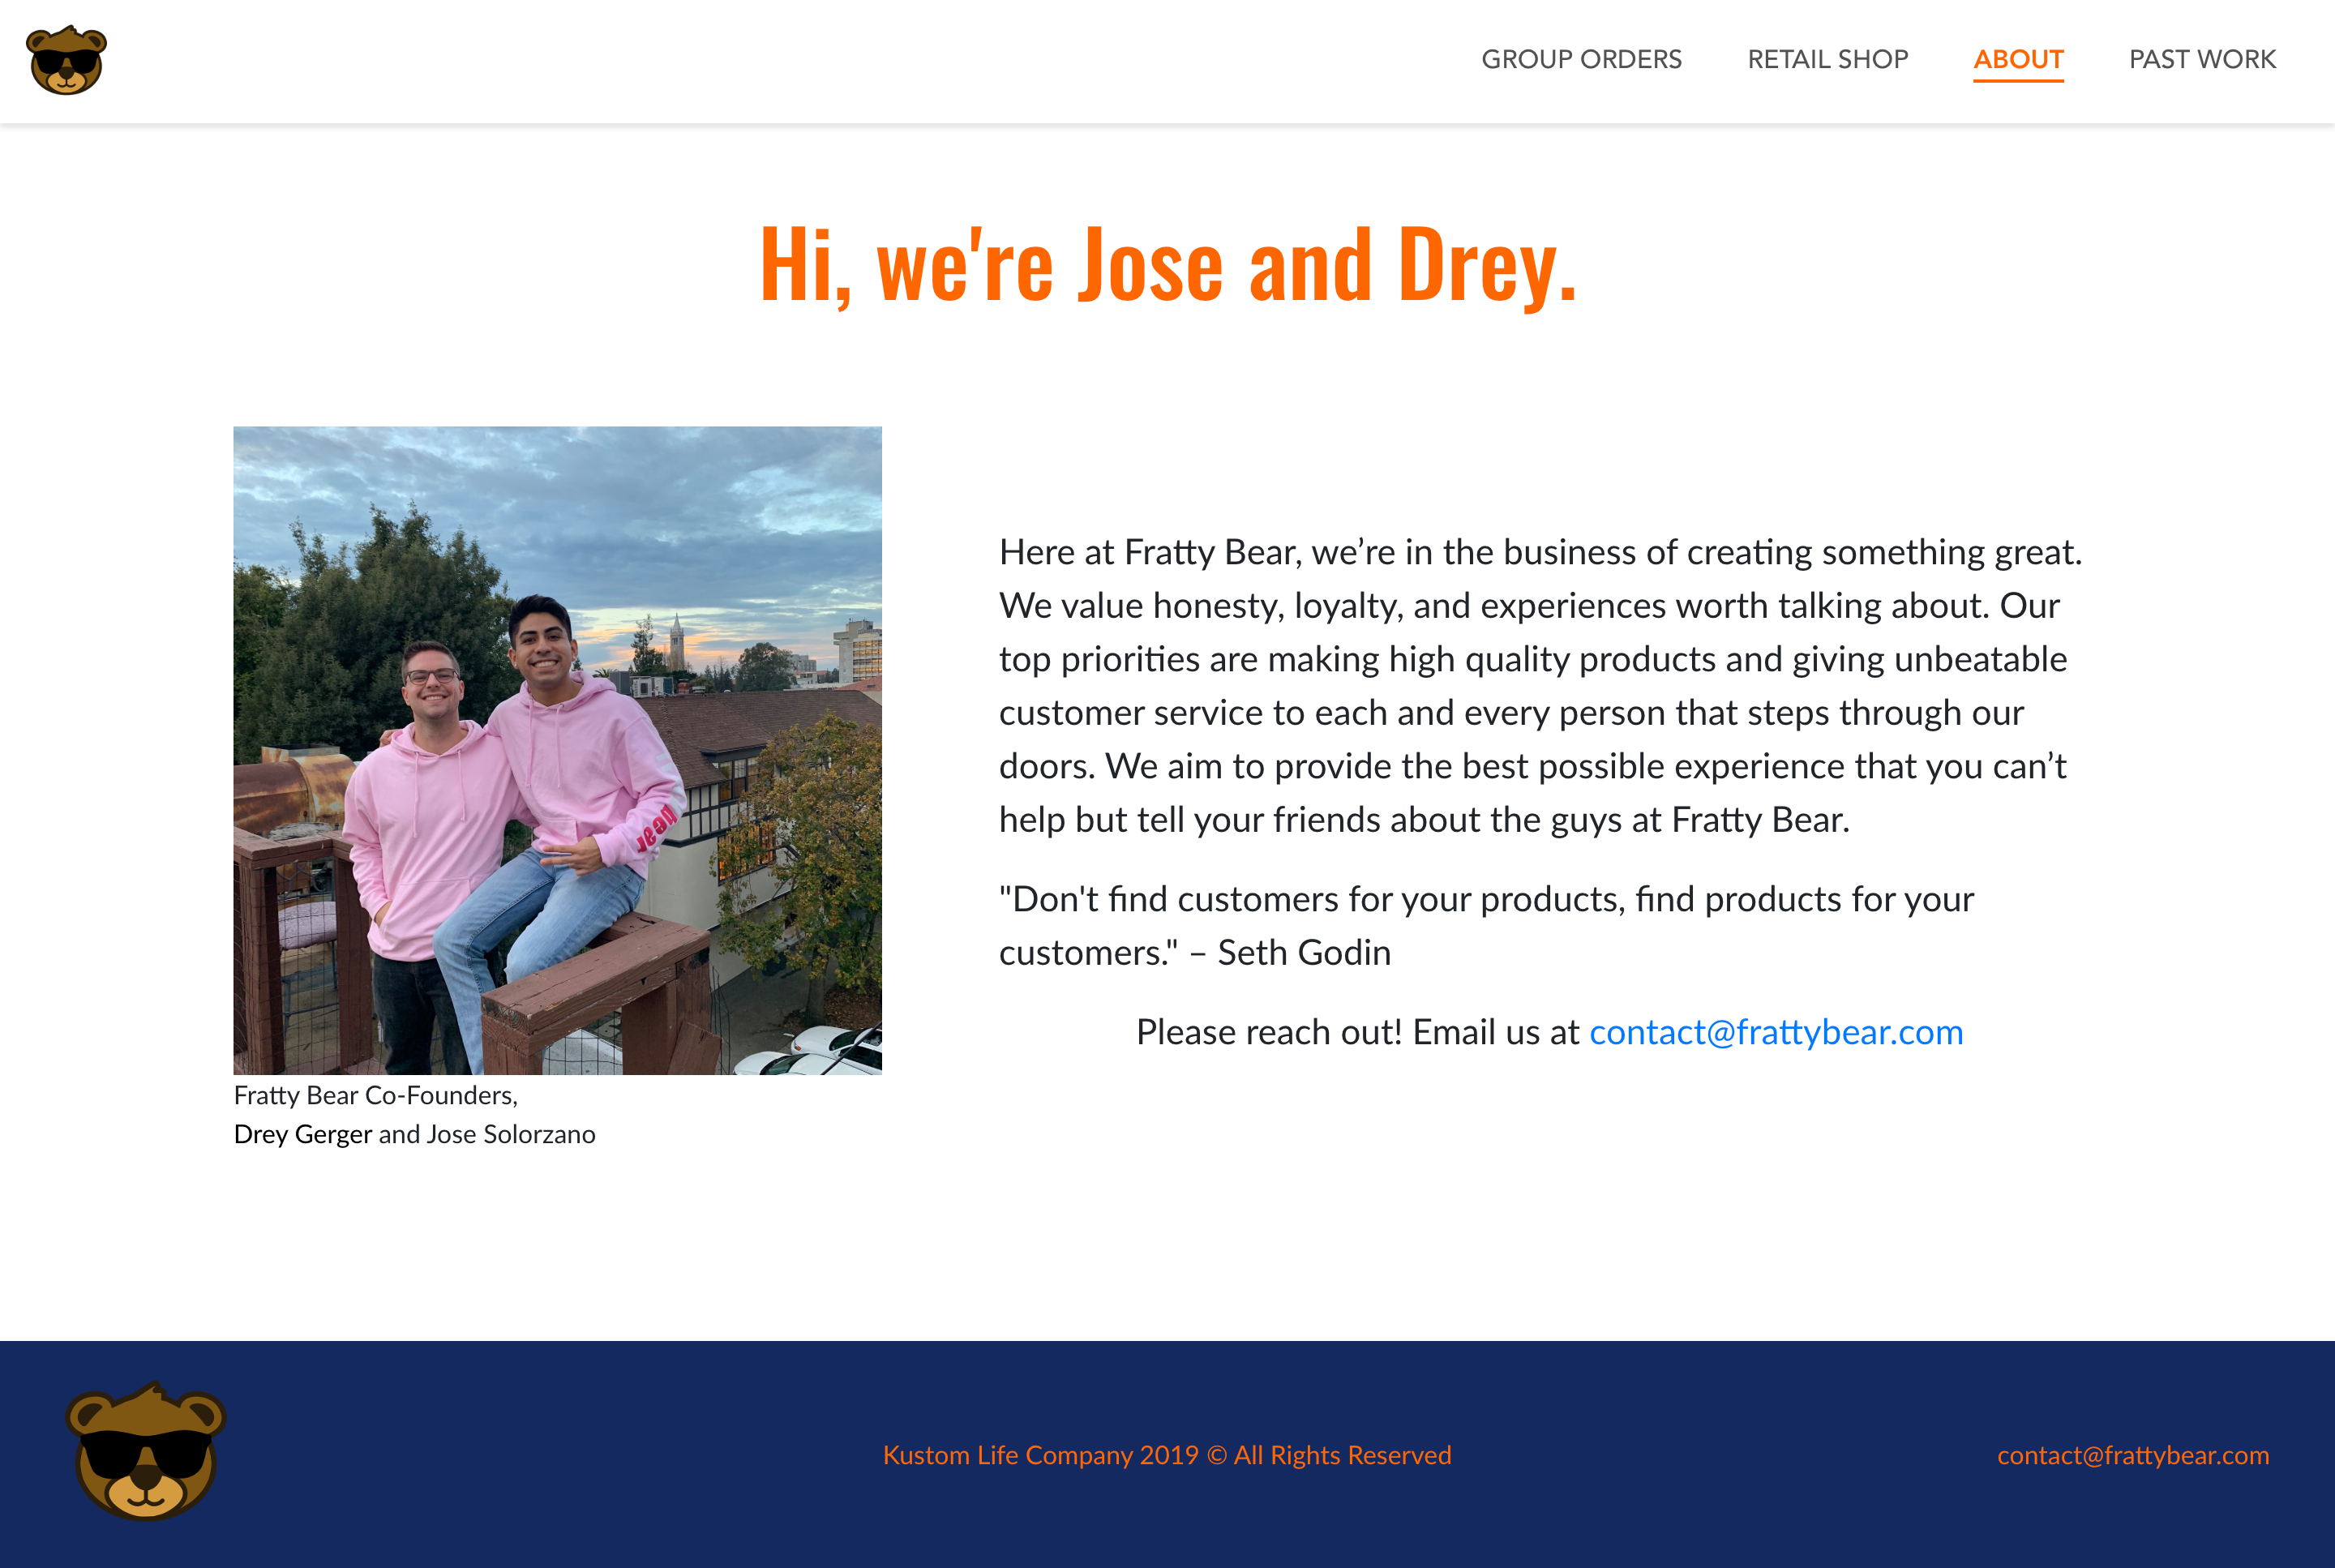 GROUP ORDERS
RETAIL SHOP
ABOUT
PAST WORK
Hi, we're Jose and Drey.
bear
Here at Fratty Bear, we’re in the business of creating something great.
We value honesty, loyalty, and experiences worth talking about. Our
top priorities are making high quality products and giving unbeatable
customer service to each and every person that steps through our
doors. We aim to provide the best possible experience that you can’t
help but tell your friends about the guys at Fratty Bear.
"Don't find customers for your products, find products for your
customers." – Seth Godin
Please reach out! Email us at contact@frattybear.com
Fratty Bear Co-Founders,
Drey Gerger and Jose Solorzano
Kustom Life Company 2019 © All Rights Reserved
contact@frattybear.com